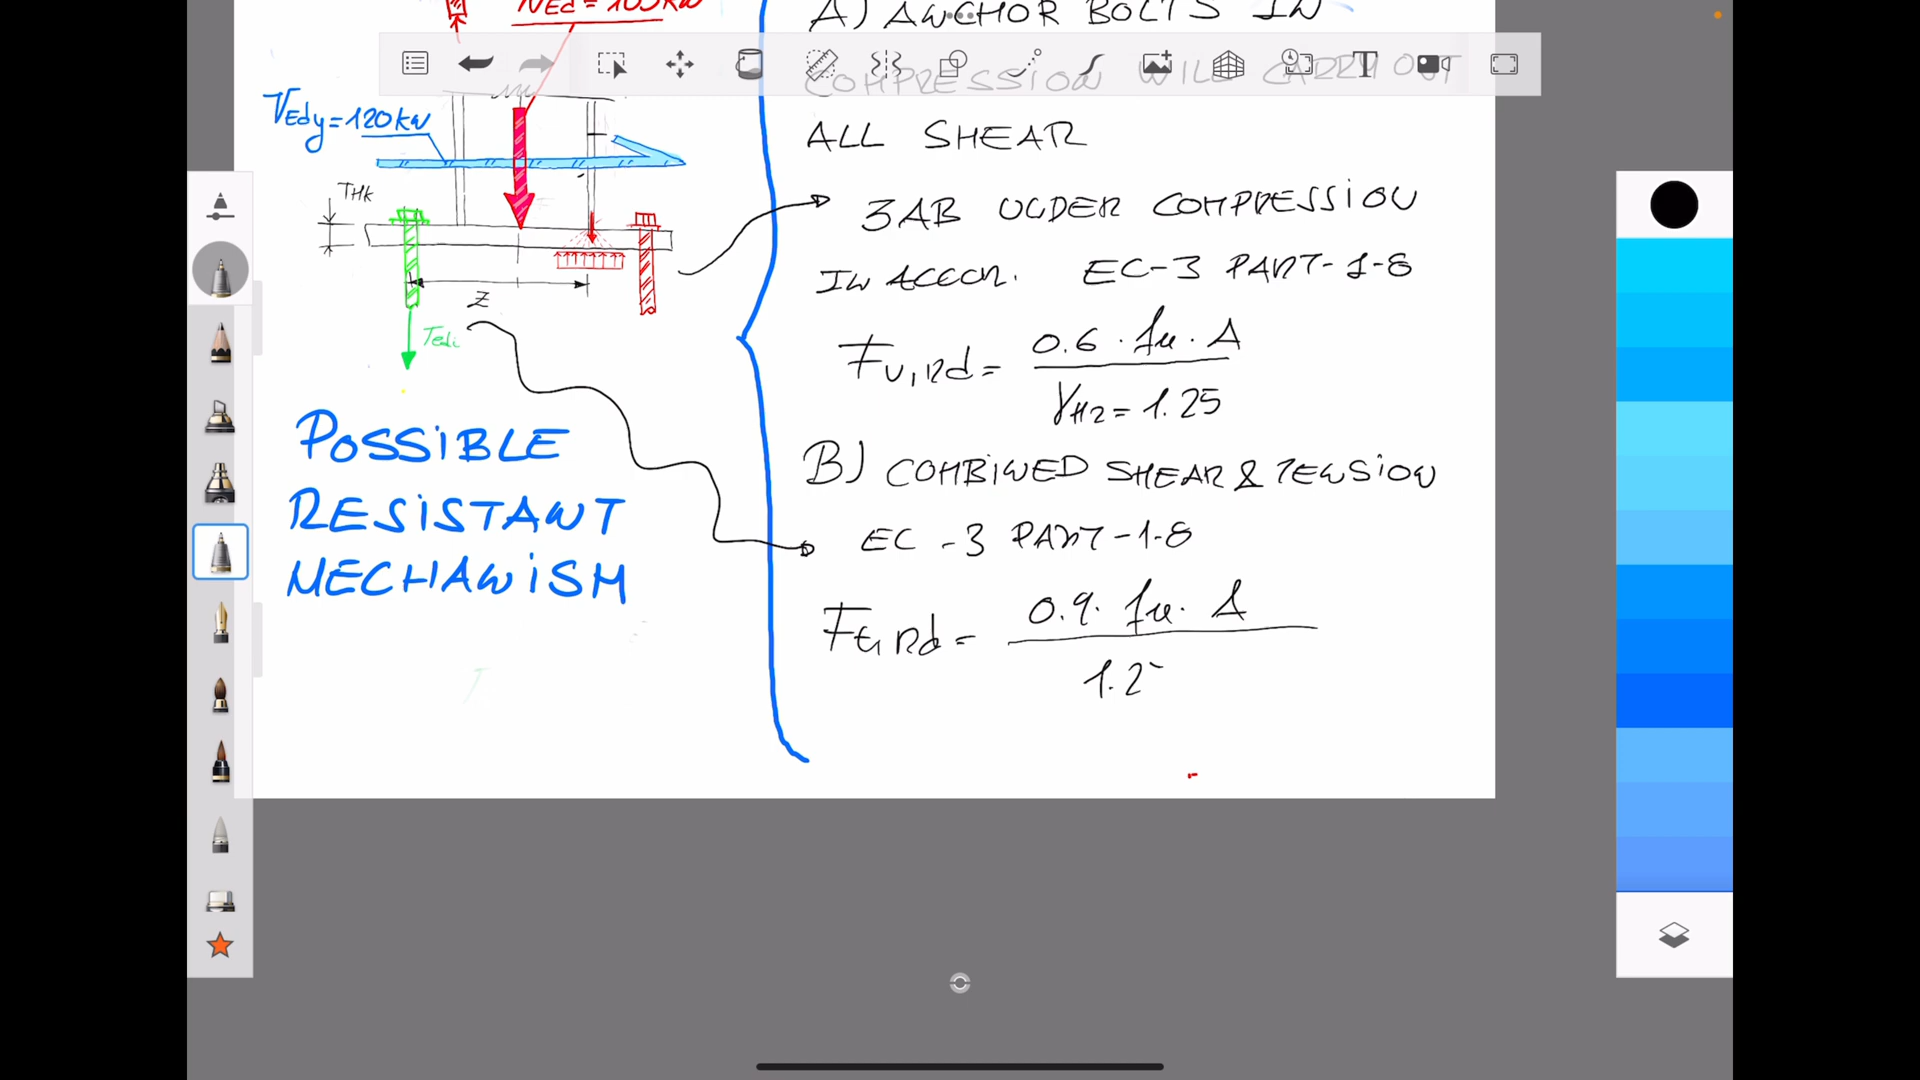 NEd = 105kN
VEdy=120kN
THK
Z
TEdi
POSSiBLE
RESiSTANT
MECHANiSM
A) ANCHOR BOLTS IN
COMPRESSION WILL CARRY OUT
ALL SHEAR
3AB UNDER COMPRESSiON
IN ACCOR. EC-3 PART-1-8
Fv,Rd= 0.6 · fu · A
γM2=1.25
B) COMBINED SHEAR & TENSiON
EC -3 PART-1-8
Ft,Rd= 0.9 · fu · A
1.2